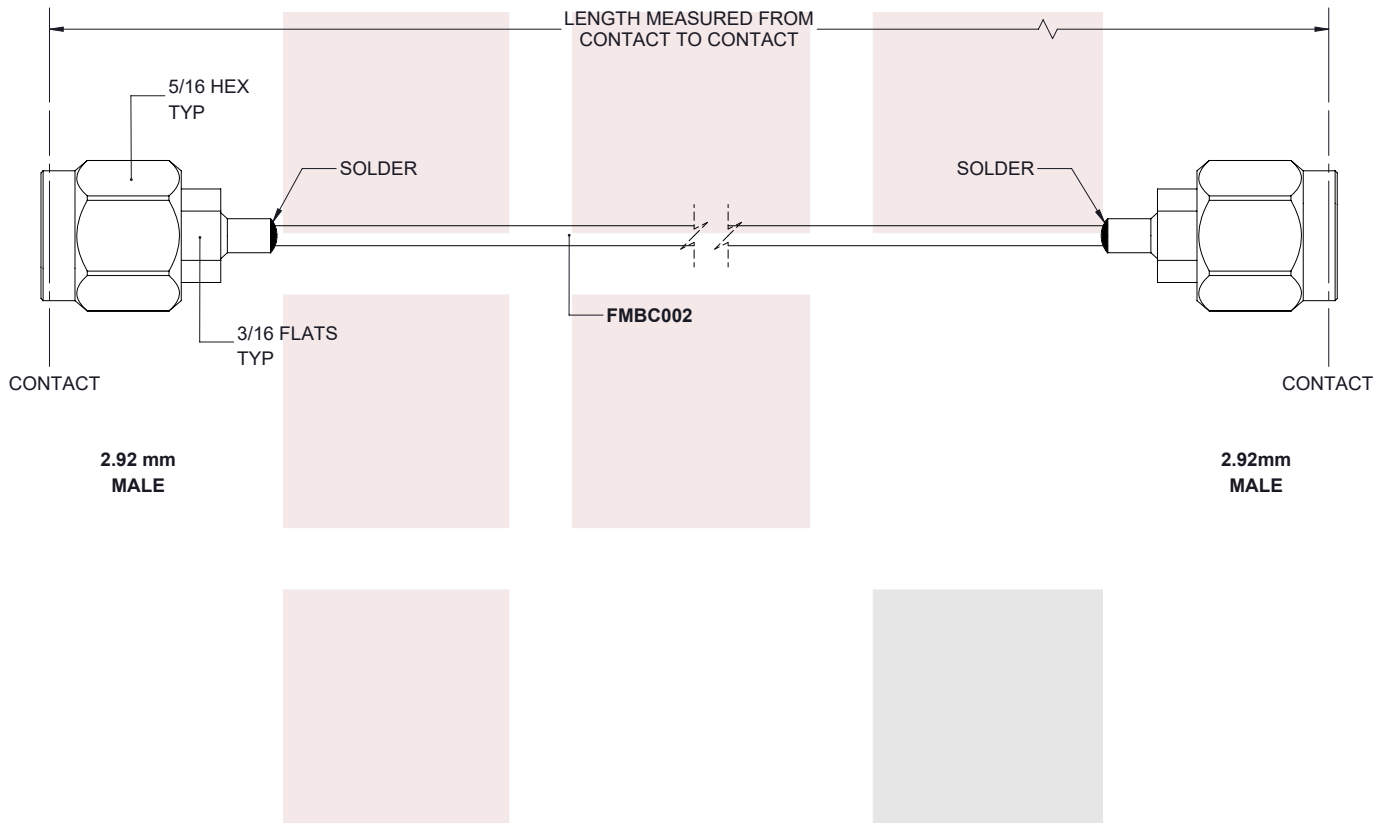 LENGTH MEASURED FROM
CONTACT TO CONTACT
5/16 HEX
TYP
SOLDER
SOLDER
FMBC002
3/16 FLATS
TYP
CONTACT
CONTACT
2.92 mm
MALE
2.92mm
MALE